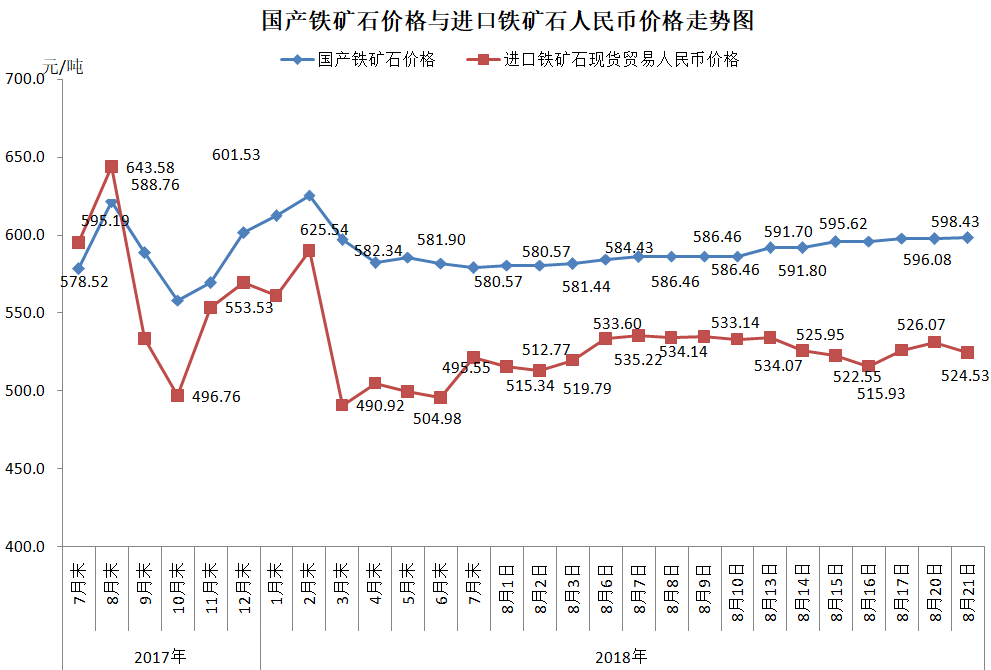 国产铁矿石价格与进口铁矿石人民币价格走势图
国产铁矿石价格 进口铁矿石现货贸易人民币价格
元/吨
700.0
650.0
600.0
550.0
500.0
450.0
400.0
601.53
643.58
588.76
595.19
578.52
625.54
582.34
581.90
580.57
580.57
581.44
584.43
586.46
586.46
586.46
591.70
591.80
595.62
596.08
598.43
553.53
496.76
490.92
504.98
495.55
515.34
512.77
519.79
533.60
535.22
534.14
533.14
534.07
525.95
522.55
515.93
526.07
524.53
7月末
8月末
9月末
10月末
11月末
12月末
1月末
2月末
3月末
4月末
5月末
6月末
7月末
8月1日
8月2日
8月3日
8月6日
8月7日
8月8日
8月9日
8月10日
8月13日
8月14日
8月15日
8月16日
8月17日
8月20日
8月21日
2017年
2018年